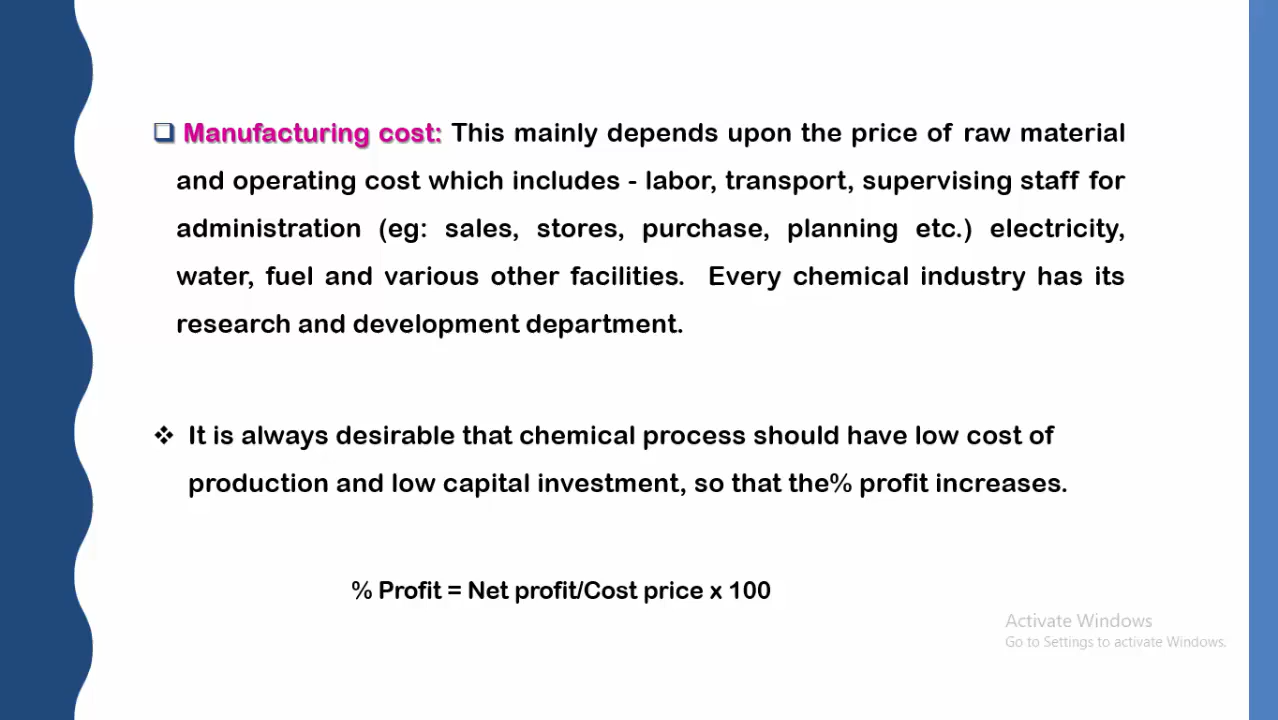 Manufacturing cost: This mainly depends upon the price of raw material
and operating cost which includes - labor, transport, supervising staff for
administration (eg: sales, stores, purchase, planning etc.) electricity,
water, fuel and various other facilities. Every chemical industry has its
research and development department.
It is always desirable that chemical process should have low cost of
production and low capital investment, so that the% profit increases.
% Profit = Net profit/Cost price x 100
Activate Windows
Go to Settings to activate Windows.